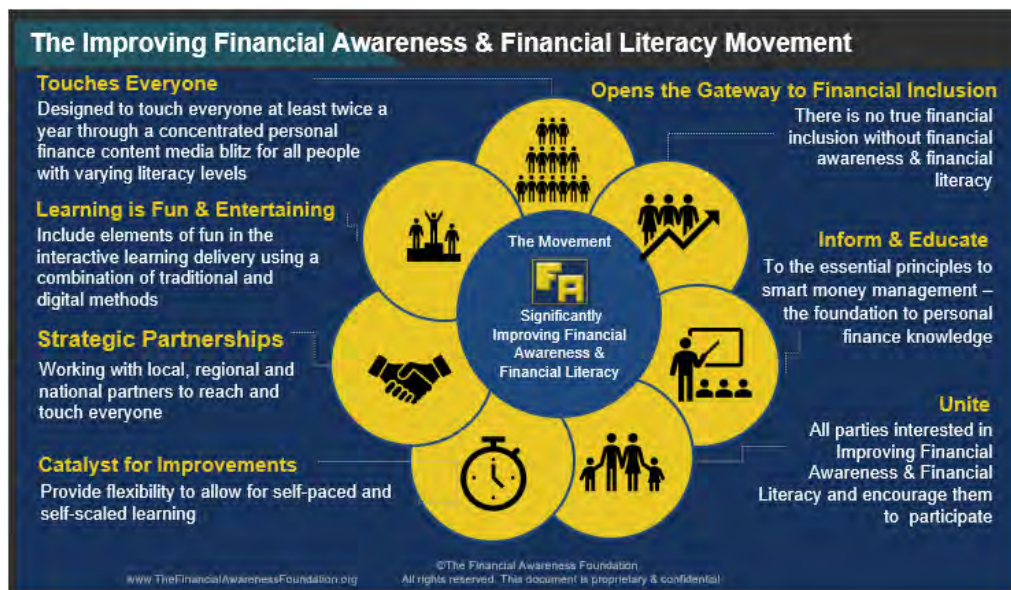 The Improving Financial Awareness & Financial Literacy Movement
Touches Everyone
Designed to touch everyone at least twice a
year through a concentrated personal
finance content media blitz for all people
with varying literacy levels
Learning is Fun & Entertaining
Include elements of fun in the
interactive learning delivery using a
combination of traditional and
digital methods
Strategic Partnerships
Working with local, regional and
national partners to reach and
touch everyone
Catalyst for Improvements
Provide flexibility to allow for self-paced and
self-scaled learning
The Movement
FA
Significantly
Improving Financial
Awareness &
Financial Literacy
Opens the Gateway to Financial Inclusion
There is no true financial
inclusion without financial
awareness & financial
literacy
Inform & Educate
To the essential principles to
smart money management –
the foundation to personal
finance knowledge
Unite
All parties interested in
Improving Financial
Awareness & Financial
Literacy and encourage them
to participate
www.TheFinancialAwarenessFoundation.org
©The Financial Awareness Foundation
All rights reserved. This document is proprietary & confidential